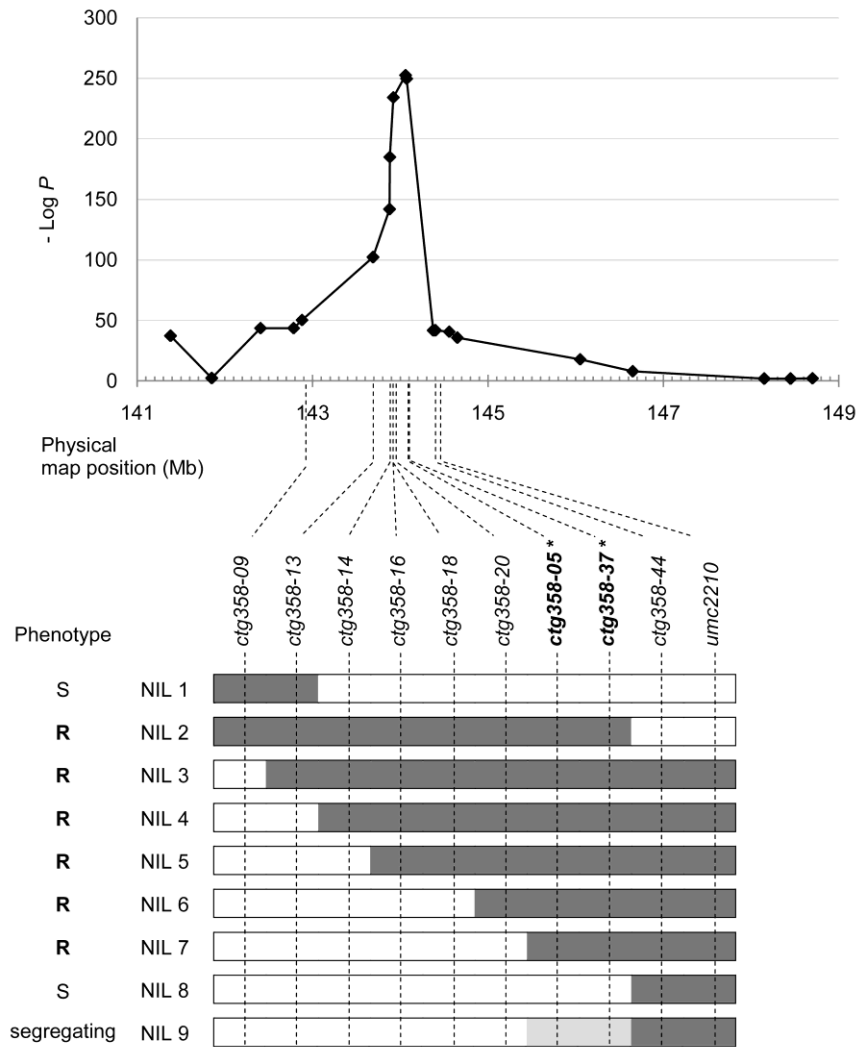 300
250
200
150
100
50
0
- Log P
141 143 145 147 149
Physical
map position (Mb)
ctg358-09
ctg358-13
ctg358-14
ctg358-16
ctg358-18
ctg358-20
ctg358-05*
ctg358-37*
ctg358-44
umc2210
Phenotype
S NIL 1
R NIL 2
R NIL 3
R NIL 4
R NIL 5
R NIL 6
R NIL 7
S NIL 8
segregating NIL 9